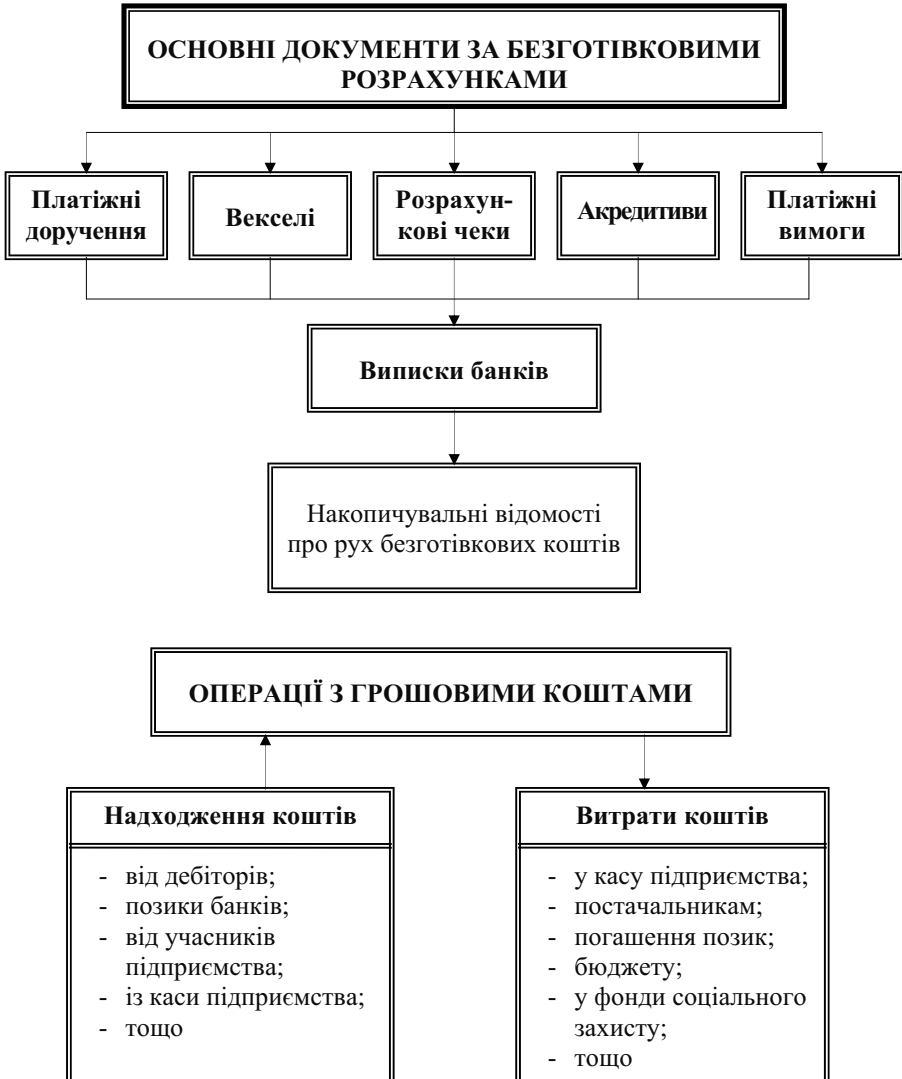 ОСНОВНІ ДОКУМЕНТИ ЗА БЕЗГОТІВКОВИМИ
РОЗРАХУНКАМИ
Платіжні
доручення
Векселі
Розрахун-
кові чеки
Акредитиви
Платіжні
вимоги
Виписки банків
Накопичувальні відомості
про рух безготівкових коштів
ОПЕРАЦІЇ З ГРОШОВИМИ КОШТАМИ
Надходження коштів
- від дебіторів;
- позики банків;
- від учасників
підприємства;
- із каси підприємства;
- тощо
Витрати коштів
- у касу підприємства;
- постачальникам;
- погашення позик;
- бюджету;
- у фонди соціального
захисту;
- тощо